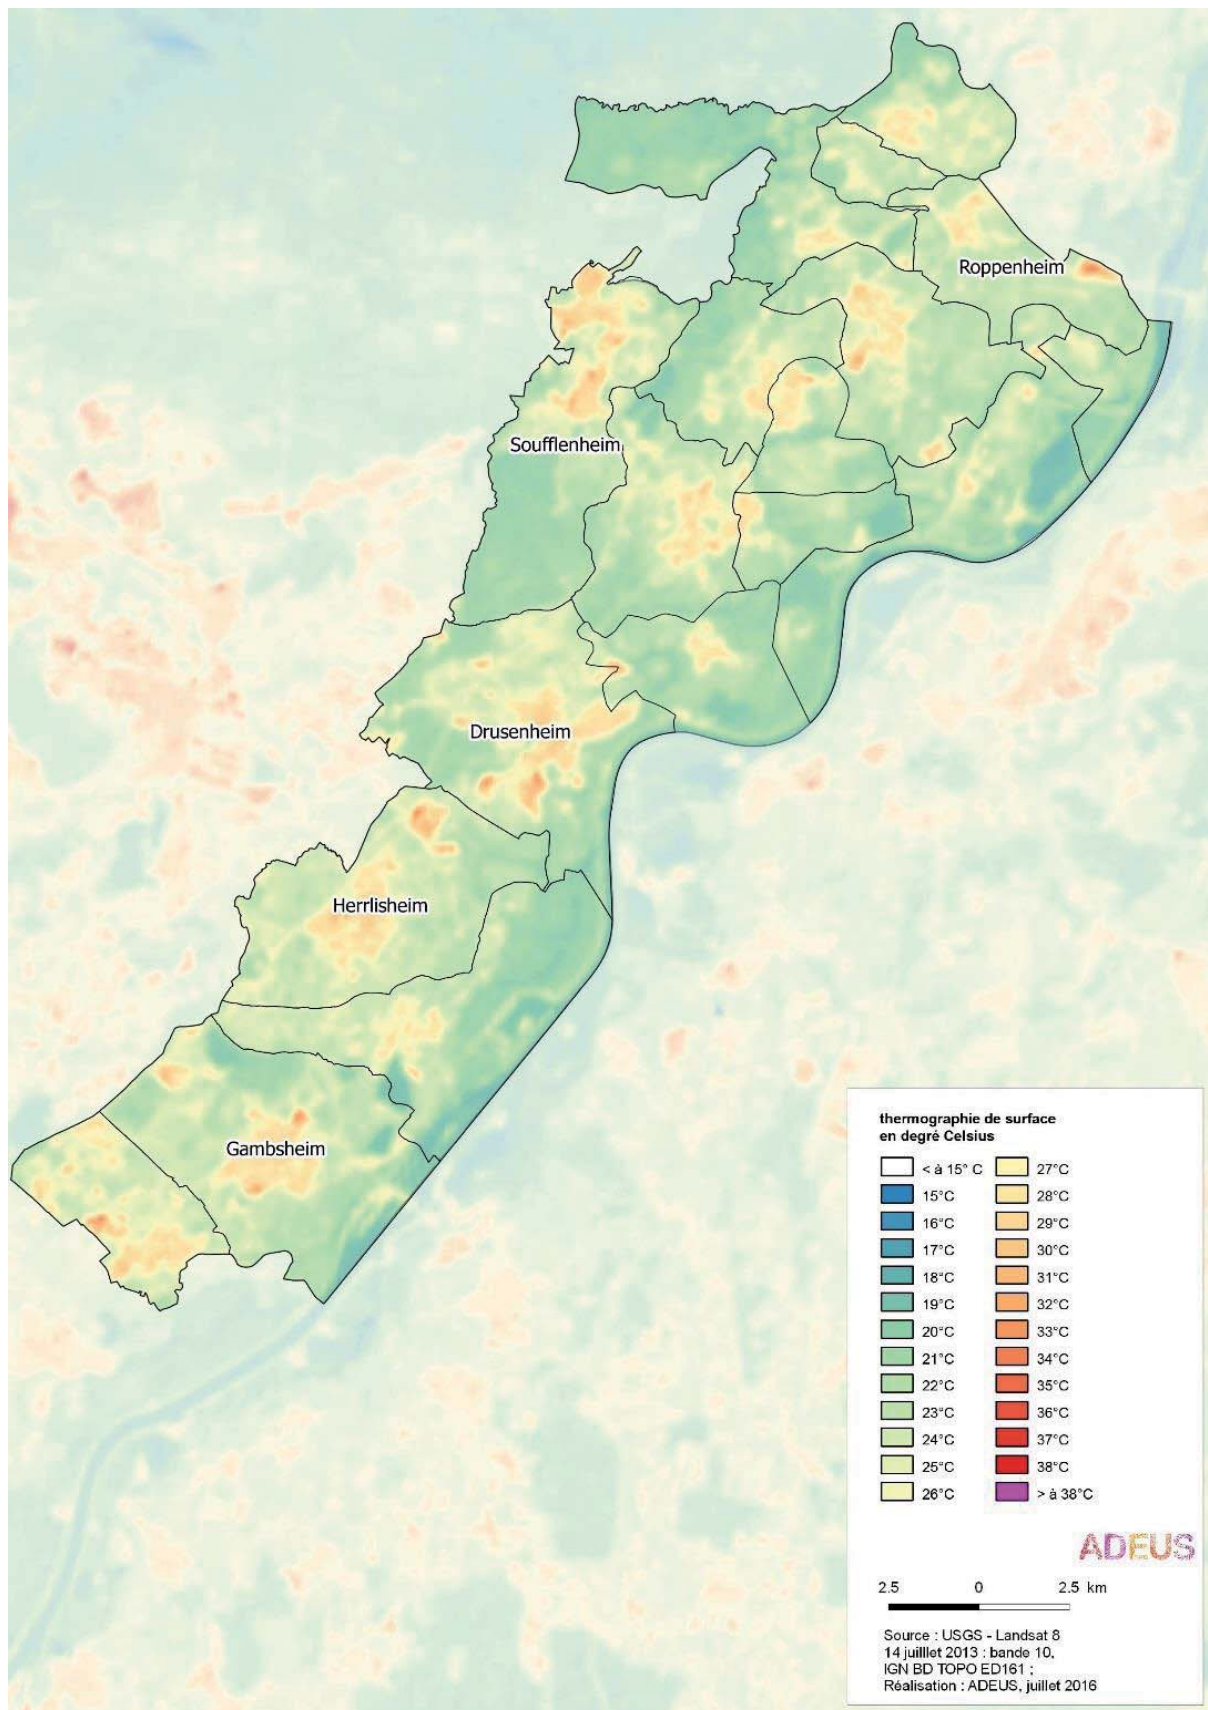 Roppenheim
Soufflenheim
Drusenheim
Herrlisheim
Gambsheim
thermographie de surface
en degré Celsius
< à 15° C
15°C
16°C
17°C
18°C
19°C
20°C
21°C
22°C
23°C
24°C
25°C
26°C
27°C
28°C
29°C
30°C
31°C
32°C
33°C
34°C
35°C
36°C
37°C
38°C
> à 38°C
ADEUS
2.5 0 2.5 km
Source : USGS - Landsat 8
14 juilllet 2013 : bande 10,
IGN BD TOPO ED161 ;
Réalisation : ADEUS, juillet 2016